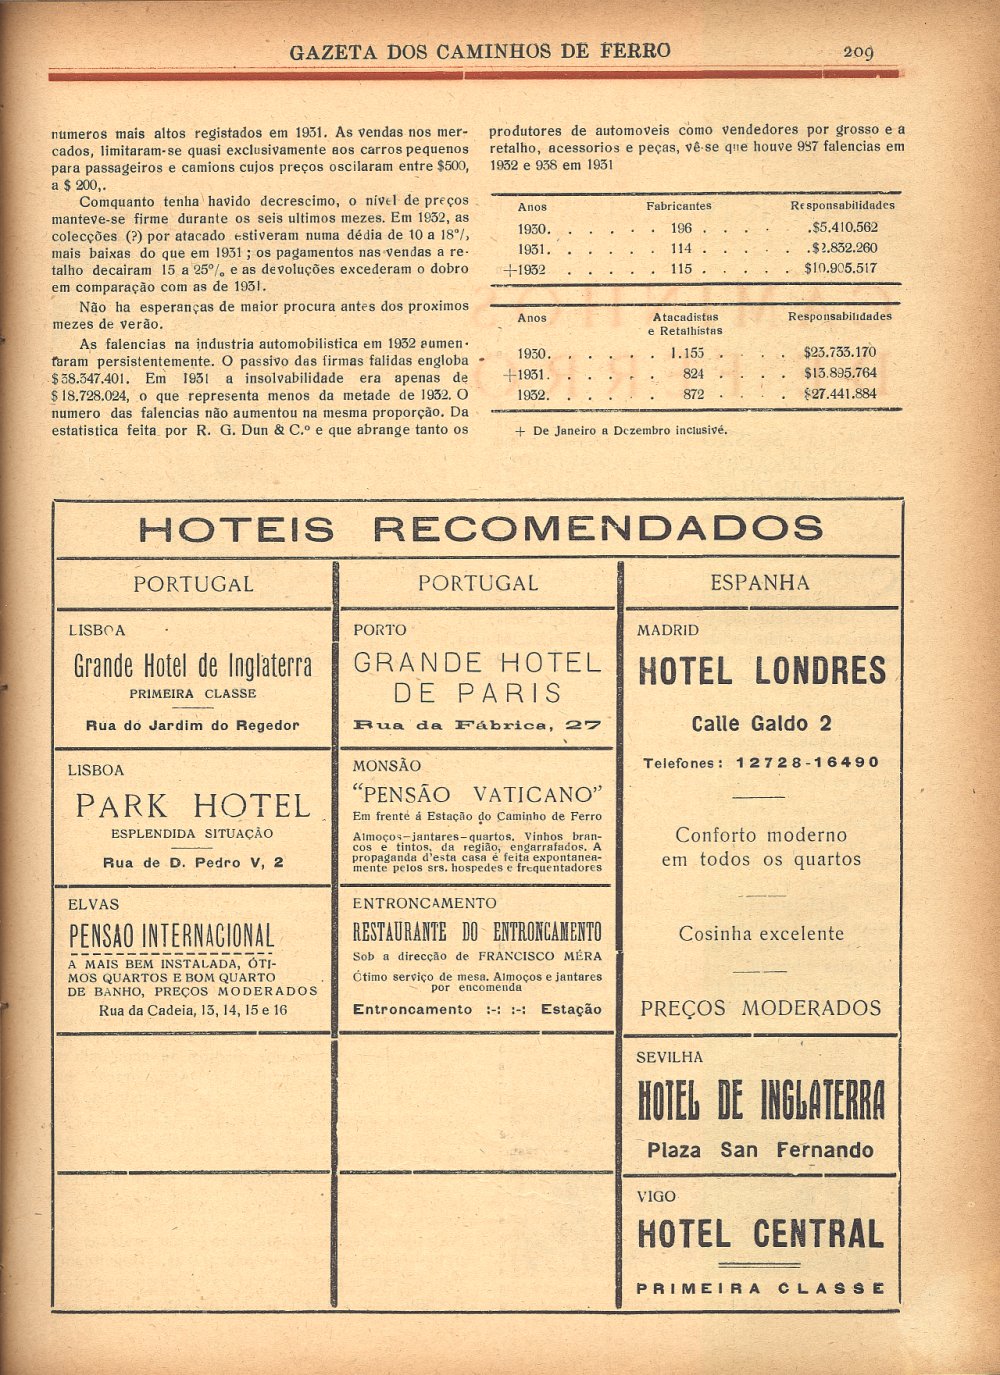 GAZETA DOS CAMINHOS DE FERRO 209
numeros mais altos registados em 1931. As vendas nos mer-
cados, limitaram-se quasi exclusivamente aos carros pequenos
para passageiros e camions cujos preços oscilaram entre $500,
a $ 200,.
Comquanto tenha havido decrescimo, o nivel de preços
manteve-se firme durante os seis ultimos mezes. Em 1932, as
colecções (?) por atacado estiveram numa dédia de 10 a 18%,
mais baixas do que em 1931 ; os pagamentos nas vendas a re-
talho decairam 15 a 25% e as devoluções excederam o dobro
em comparação com as de 1931.
Não ha esperanças de maior procura antes dos proximos
mezes de verão.
As falencias na industria automobilistica em 1932 aumen-
taram persistentemente. O passivo das firmas falidas engloba
$38.347.401. Em 1931 a insolvabilidade era apenas de
$18.728.024, o que representa menos da metade de 1932. O
numero das falencias não aumentou na mesma proporção. Da
estatistica feita por R. G. Dun & C.º e que abrange tanto os
produtores de automoveis como vendedores por grosso e a
retalho, acessorios e peças, vê-se que houve 987 falencias em
1932 e 938 em 1931
Anos Fabricantes Responsabilidades
1930. . . . . . 196 . . . . .$5.410.562
1931. . . . . . 114 . . . . .$2.832.260
+1932 . . . . . 115 . . . . . $10.905.517
Anos Atacadistas e Retalhistas Responsabilidades
1930. . . . . . 1.155 . . . . $23.733.170
+1931. . . . . . 824 . . . . $13.895.764
1932. . . . . . 872 . . . . $27.441.884
+ De Janeiro a Dezembro inclusivé.
HOTEIS RECOMENDADOS
PORTUGAL
LISBOA
Grande Hotel de Inglaterra
PRIMEIRA CLASSE
Rua do Jardim do Regedor
LISBOA
PARK HOTEL
ESPLENDIDA SITUAÇÃO
Rua de D. Pedro V, 2
ELVAS
PENSAO INTERNACIONAL
A MAIS BEM INSTALADA, ÓTI-
MOS QUARTOS E BOM QUARTO
DE BANHO, PREÇOS MODERADOS
Rua da Cadeia, 13, 14, 15 e 16
PORTUGAL
PORTO
GRANDE HOTEL
DE PARIS
Rua da Fábrica, 27
MONSÃO
“PENSÃO VATICANO”
Em frente á Estação do Caminho de Ferro
Almoços—jantares—quartos. Vinhos bran-
cos e tintos, da região, engarrafados. A
propaganda d'esta casa é feita expontanea-
mente pelos srs. hospedes e frequentadores
ENTRONCAMENTO
RESTAURANTE DO ENTRONCAMENTO
Sob a direcção de FRANCISCO MÉRA
Ótimo serviço de mesa. Almoços e jantares
por encomenda
Entroncamento :-: :-: Estação
ESPANHA
MADRID
HOTEL LONDRES
Calle Galdo 2
Telefones: 12728-16490
Conforto moderno
em todos os quartos
Cosinha excelente
PREÇOS MODERADOS
SEVILHA
HOTEL DE INGLATERRA
Plaza San Fernando
VIGO
HOTEL CENTRAL
PRIMEIRA CLASSE